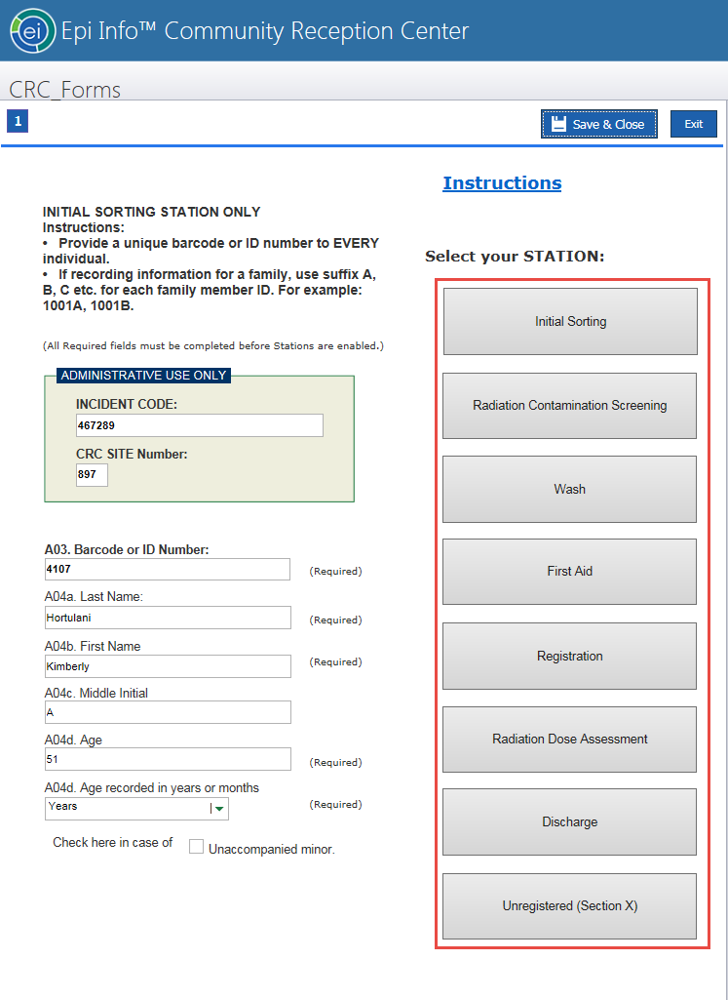 ei Epi Info™ Community Reception Center
CRC_Forms
1
Save & Close
Exit
Instructions
INITIAL SORTING STATION ONLY
Instructions:
• Provide a unique barcode or ID number to EVERY
individual.
• If recording information for a family, use suffix A,
B, C etc. for each family member ID. For example:
1001A, 1001B.
(All Required fields must be completed before Stations are enabled.)
ADMINISTRATIVE USE ONLY
INCIDENT CODE:
467289
CRC SITE Number:
897
A03. Barcode or ID Number:
4107
(Required)
A04a. Last Name:
Hortulani
(Required)
A04b. First Name
Kimberly
(Required)
A04c. Middle Initial
A
A04d. Age
51
(Required)
A04d. Age recorded in years or months
Years
(Required)
Check here in case of
Unaccompanied minor.
Select your STATION:
Initial Sorting
Radiation Contamination Screening
Wash
First Aid
Registration
Radiation Dose Assessment
Discharge
Unregistered (Section X)